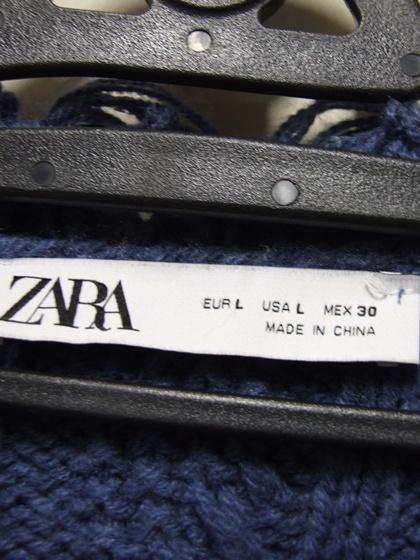 ZARA
EUR L USA L MEX 30
MADE IN CHINA